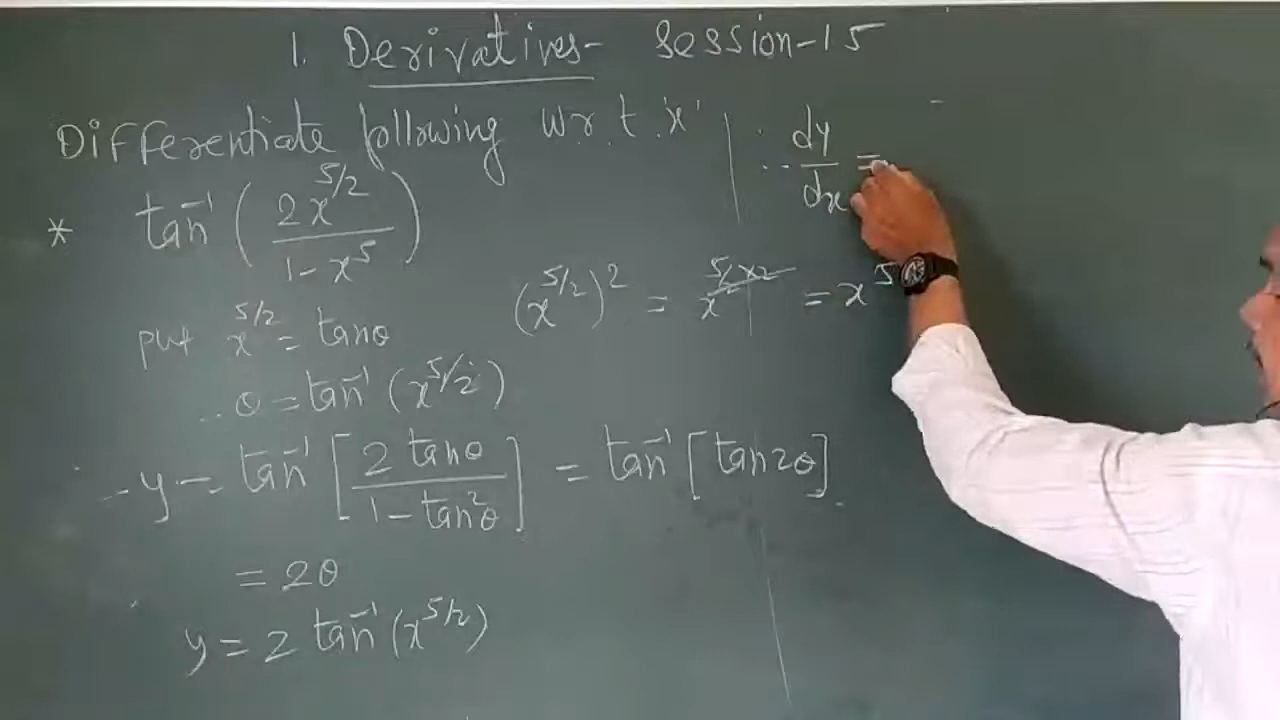 1. Derivatives- Session-15
Differentiate following w.r.t. 'x'
* tan⁻¹ ( 2x^5/2 / 1-x^5 )
put x^5/2 = tanθ
∴ θ = tan⁻¹ (x^5/2)
∴ y = tan⁻¹ [ 2 tanθ / 1 - tan²θ ] = tan⁻¹ [tan2θ]
= 2θ
y = 2 tan⁻¹ (x^5/2)
(x^5/2)² = x^5/2×2 = x^5
∴ dy/dx =